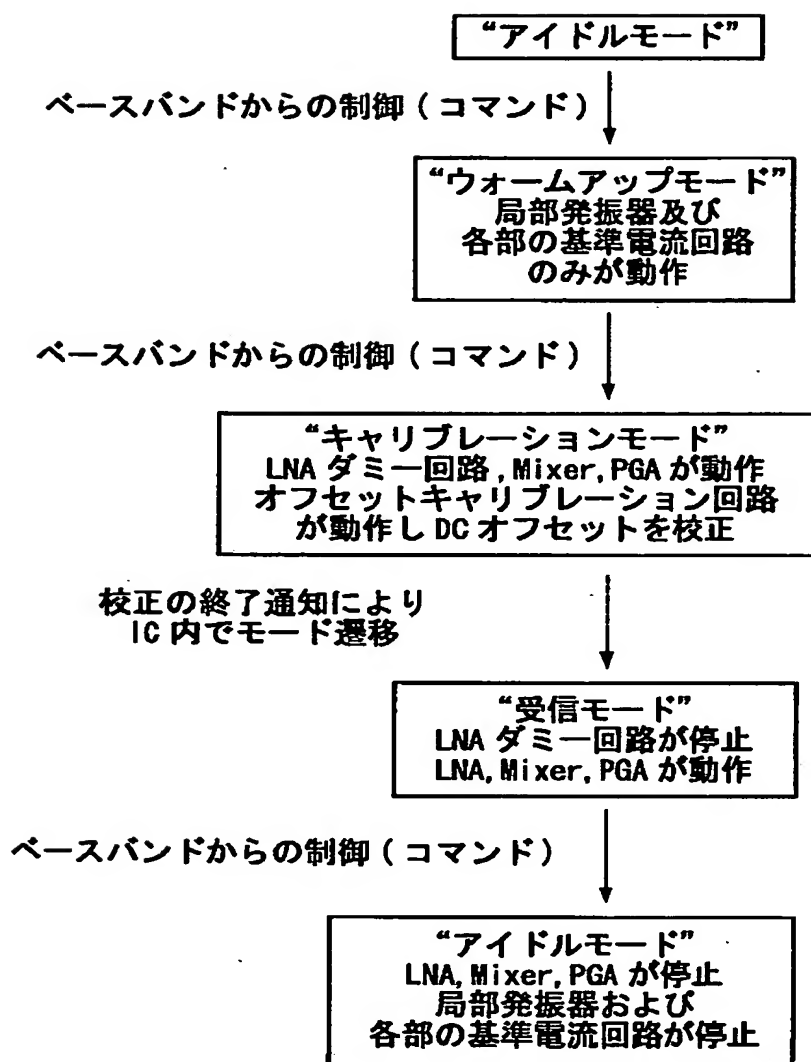 “アイドルモード”
ベースバンドからの制御(コマンド)
“ウォームアップモード”
局部発振器及び
各部の基準電流回路
のみが動作
ベースバンドからの制御(コマンド)
“キャリブレーションモード”
LNAダミー回路,Mixer,PGAが動作
オフセットキャリブレーション回路
が動作しDCオフセットを校正
校正の終了通知により
IC内でモード遷移
“受信モード”
LNAダミー回路が停止
LNA,Mixer,PGAが動作
ベースバンドからの制御(コマンド)
“アイドルモード”
LNA,Mixer,PGAが停止
局部発振器および
各部の基準電流回路が停止